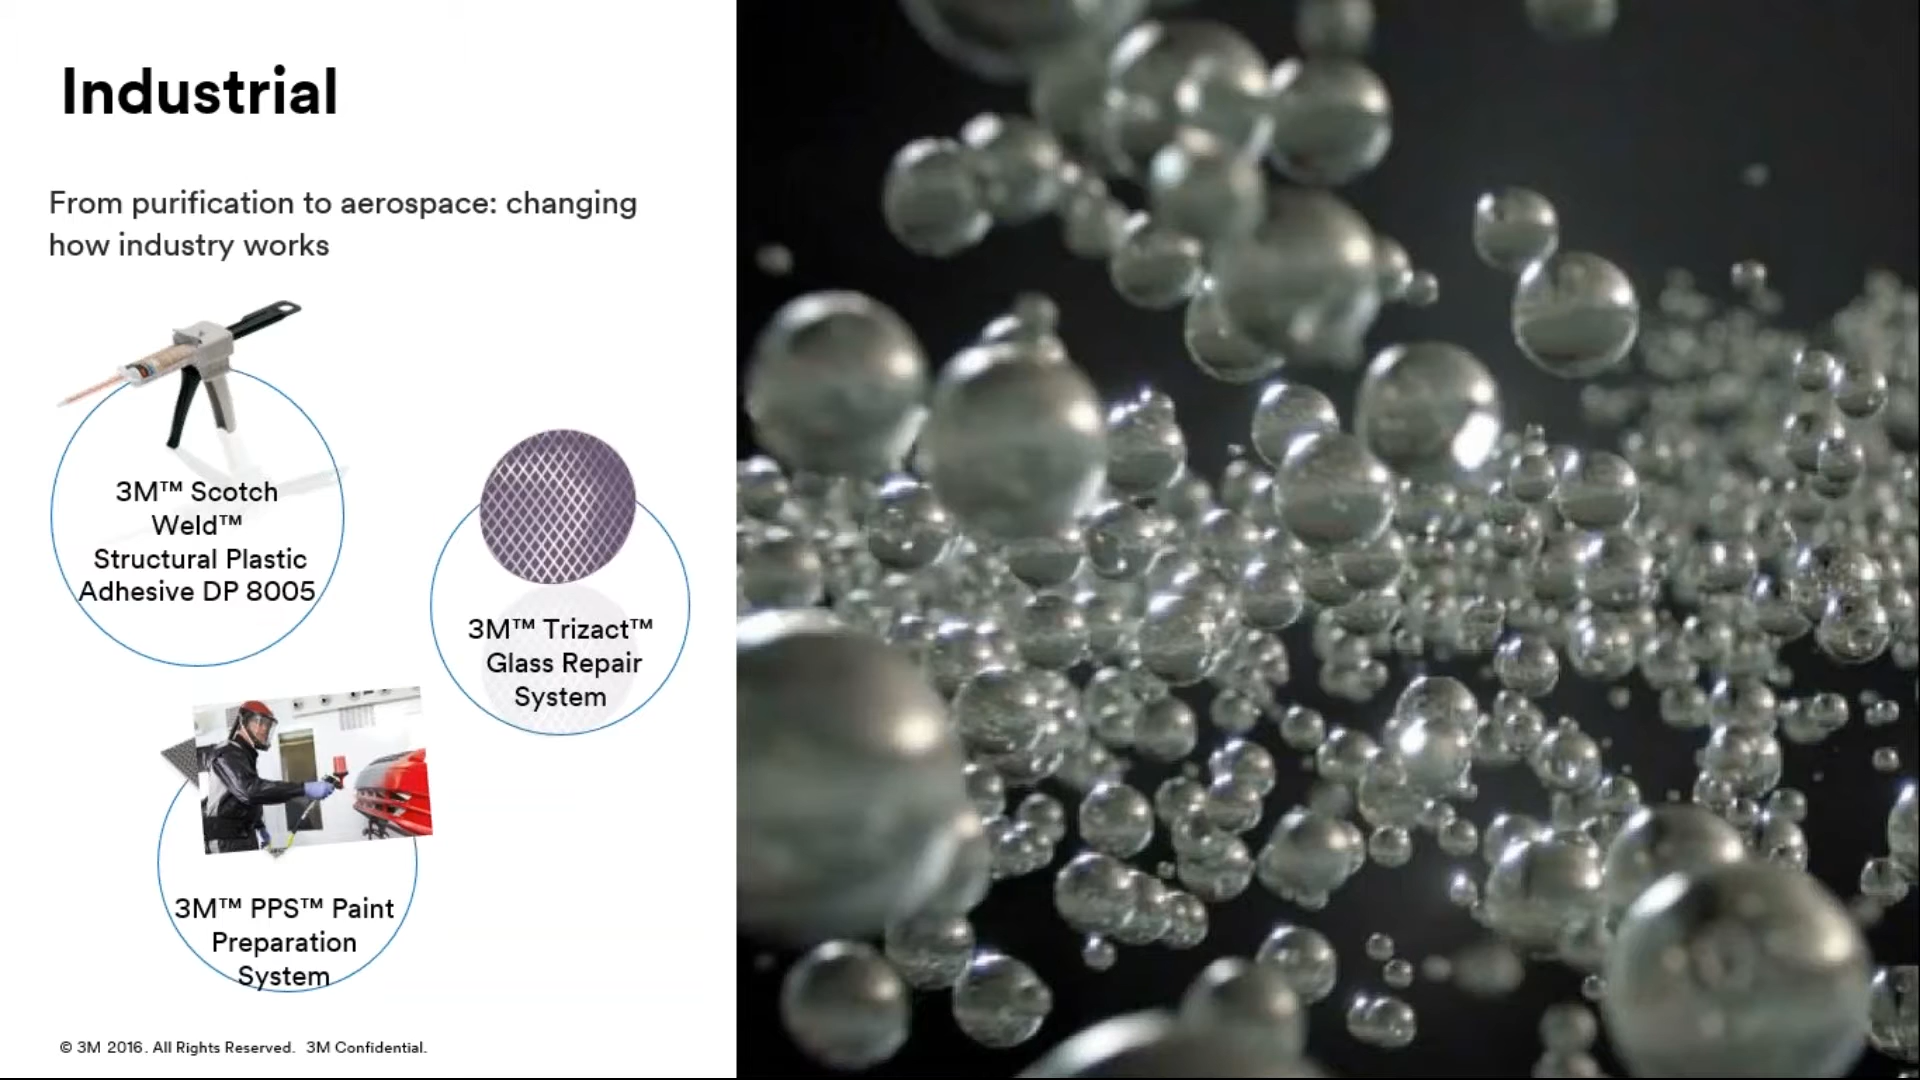 Industrial
From purification to aerospace: changing
how industry works
3M™ Scotch
Weld™
Structural Plastic
Adhesive DP 8005
3M™ Trizact™
Glass Repair
System
3M™ PPS™ Paint
Preparation
System
© 3M 2016. All Rights Reserved. 3M Confidential.